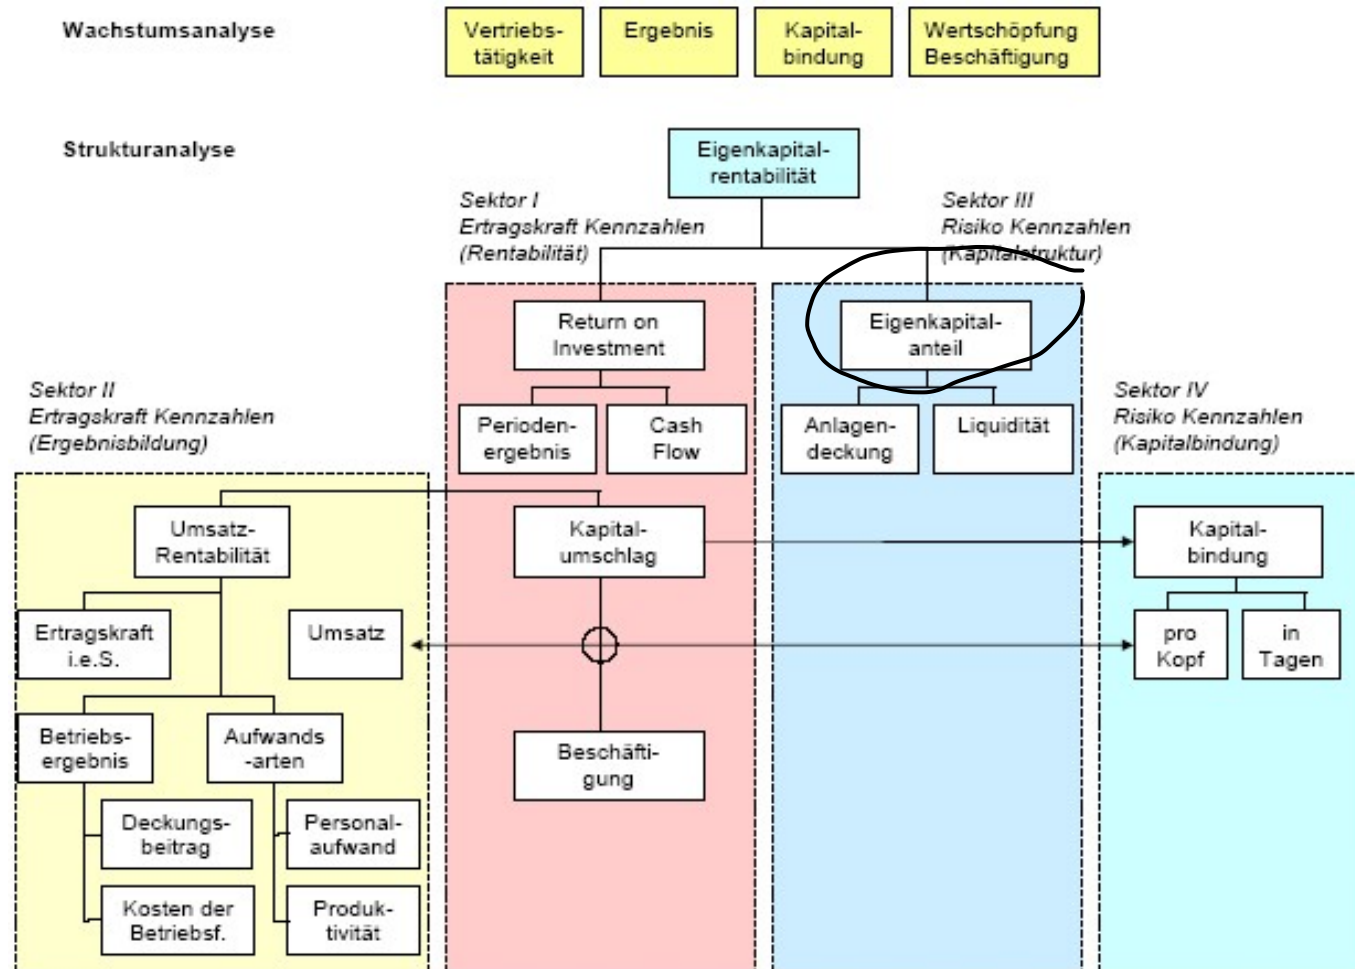 Wachstumsanalyse
Vertriebs-
tätigkeit
Ergebnis
Kapital-
bindung
Wertschöpfung
Beschäftigung
Strukturanalyse
Eigenkapital-
rentabilität
Sektor I
Ertragskraft Kennzahlen
(Rentabilität)
Sektor III
Risiko Kennzahlen
(Kapitalstruktur)
Return on
Investment
Eigenkapital-
anteil
Sektor II
Ertragskraft Kennzahlen
(Ergebnisbildung)
Perioden-
ergebnis
Cash
Flow
Anlagen-
deckung
Liquidität
Sektor IV
Risiko Kennzahlen
(Kapitalbindung)
Umsatz-
Rentabilität
Kapital-
umschlag
Kapital-
bindung
Ertragskraft
i.e.S.
Umsatz
pro
Kopf
in
Tagen
Betriebs-
ergebnis
Aufwands
-arten
Beschäfti-
gung
Deckungs-
beitrag
Personal-
aufwand
Kosten der
Betriebsf.
Produk-
tivität